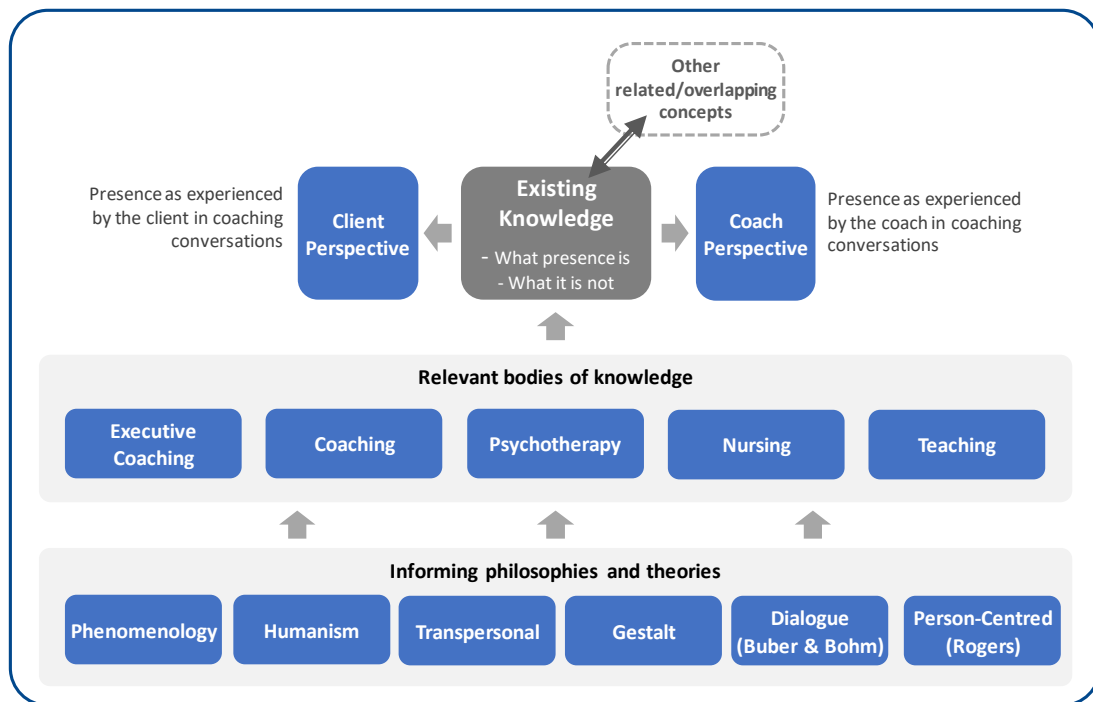 Other
related/overlapping
concepts
Presence as experienced
by the client in coaching
conversations
Client
Perspective
Existing
Knowledge
- What presence is
- What it is not
Coach
Perspective
Presence as experienced
by the coach in coaching
conversations
Relevant bodies of knowledge
Executive
Coaching
Coaching
Psychotherapy
Nursing
Teaching
Informing philosophies and theories
Phenomenology
Humanism
Transpersonal
Gestalt
Dialogue
(Buber & Bohm)
Person-Centred
(Rogers)